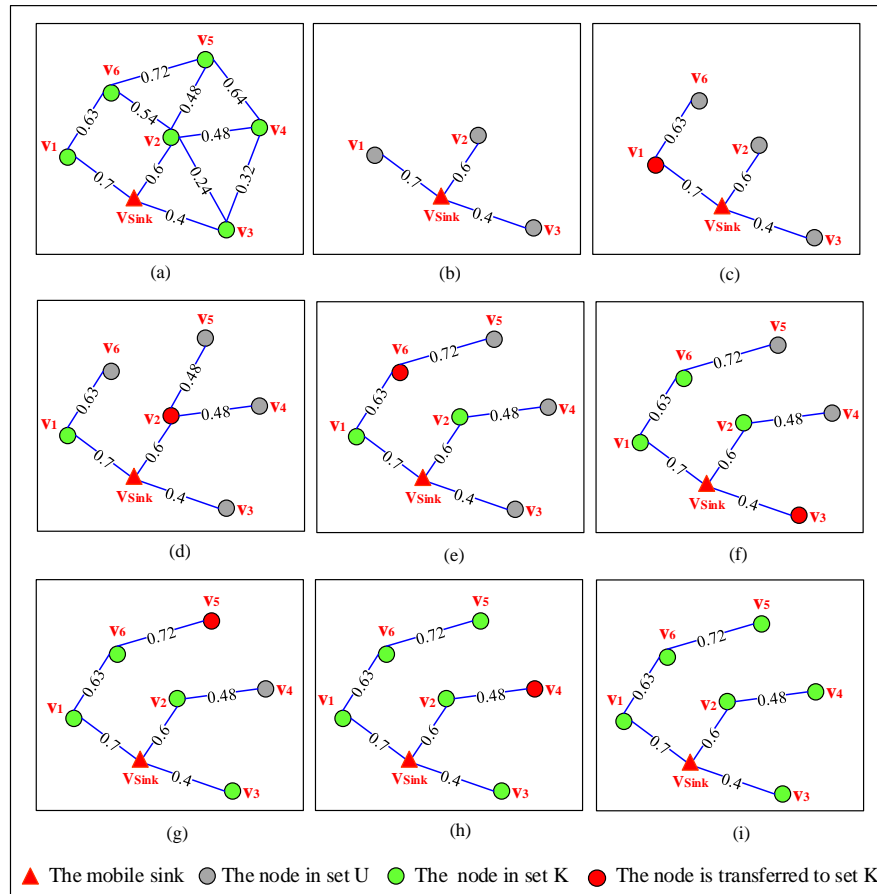 v5
v6
0.72
0.48
0.64
0.63
0.54
v2
0.48
v4
v1
0.7
0.6
0.24
0.32
VSink
0.4
v3
(a)
v1
v2
0.7
0.6
VSink
0.4
v3
(b)
v6
0.63
v1
v2
0.7
0.6
VSink
0.4
v3
(c)
v5
v6
0.48
0.63
v2
0.48
v4
v1
0.7
0.6
VSink
0.4
v3
(d)
v5
v6
0.72
0.63
v2
0.48
v4
v1
0.7
0.6
VSink
0.4
v3
(e)
v5
v6
0.72
0.63
v2
0.48
v4
v1
0.7
0.6
VSink
0.4
v3
(f)
v5
v6
0.72
0.63
v2
0.48
v4
v1
0.7
0.6
VSink
0.4
v3
(g)
v5
v6
0.72
0.63
v2
0.48
v4
v1
0.7
0.6
VSink
0.4
v3
(h)
v5
v6
0.72
0.63
v2
0.48
v4
v1
0.7
0.6
VSink
0.4
v3
(i)
The mobile sink The node in set U The node in set K The node is transferred to set K